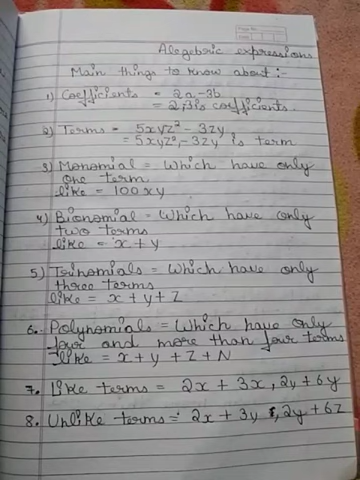 Alegebric expressions
Main things to know about :-
1) Coefficients = 2a, -3b
= 2, 3 is coefficients.
2) Terms = 5xyz² - 3zy
= 5xyz², -3zy is term
3) Monomial = Which have only
one term
like = 100xy
4) Bionomial = Which have only
two terms
like = x + y
5) Trinomials = Which have only
three terms
like = x + y + z
6. Polynomials = Which have only
four and more than four terms
like = x + y + z + N
7. Like terms = 2x + 3x, 2y + 6y
8. Unlike terms = 2x + 3y , 2y + 6z